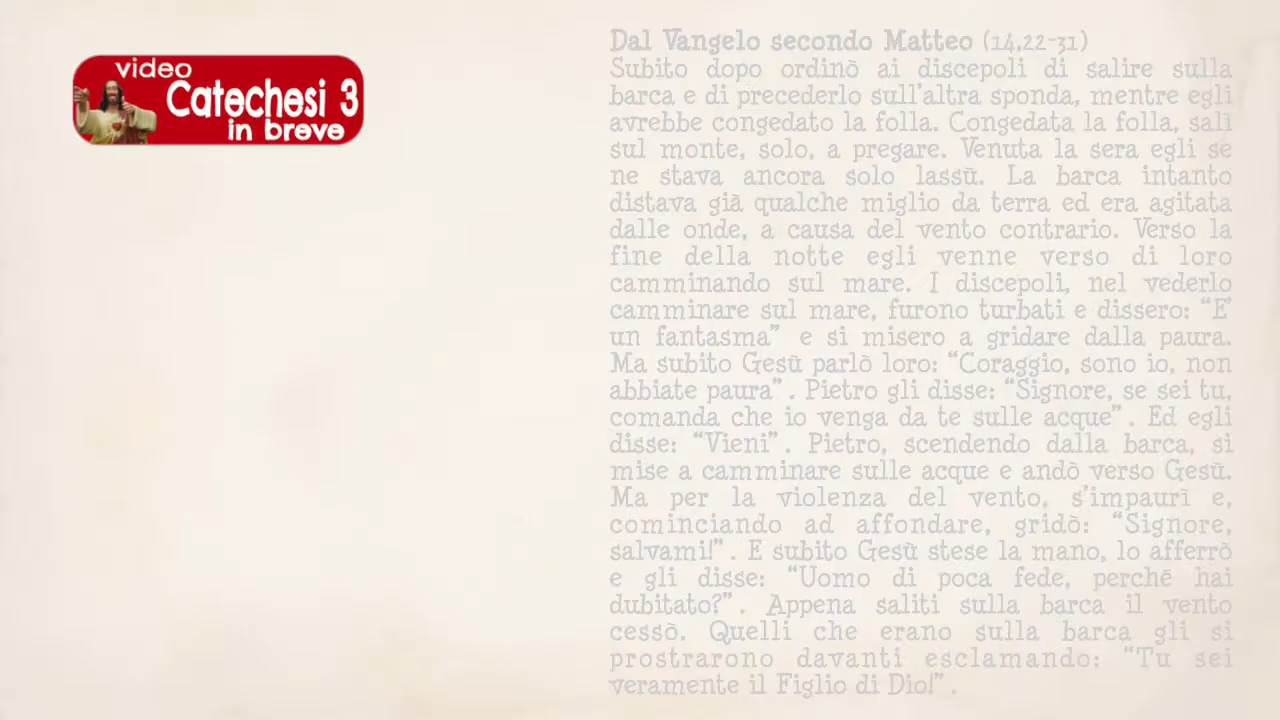 video
Catechesi 3
in breve
Dal Vangelo secondo Matteo (14,22-31)
Subito dopo ordinò ai discepoli di salire sulla
barca e di precederlo sull'altra sponda, mentre egli
avrebbe congedato la folla. Congedata la folla, salì
sul monte, solo, a pregare. Venuta la sera egli se
ne stava ancora solo lassù. La barca intanto
distava già qualche miglio da terra ed era agitata
dalle onde, a causa del vento contrario. Verso la
fine della notte egli venne verso di loro
camminando sul mare. I discepoli, nel vederlo
camminare sul mare, furono turbati e dissero: “E'
un fantasma” e si misero a gridare dalla paura.
Ma subito Gesù parlò loro: “Coraggio, sono io, non
abbiate paura” . Pietro gli disse: “Signore, se sei tu,
comanda che io venga da te sulle acque” . Ed egli
disse: “Vieni” . Pietro, scendendo dalla barca, si
mise a camminare sulle acque e andò verso Gesù.
Ma per la violenza del vento, s'impaurì e,
cominciando ad affondare, gridò: “Signore,
salvami!” . E subito Gesù stese la mano, lo afferrò
e gli disse: “Uomo di poca fede, perché hai
dubitato?” . Appena saliti sulla barca il vento
cessò. Quelli che erano sulla barca gli si
prostrarono davanti esclamando: “Tu sei
veramente il Figlio di Dio!” .